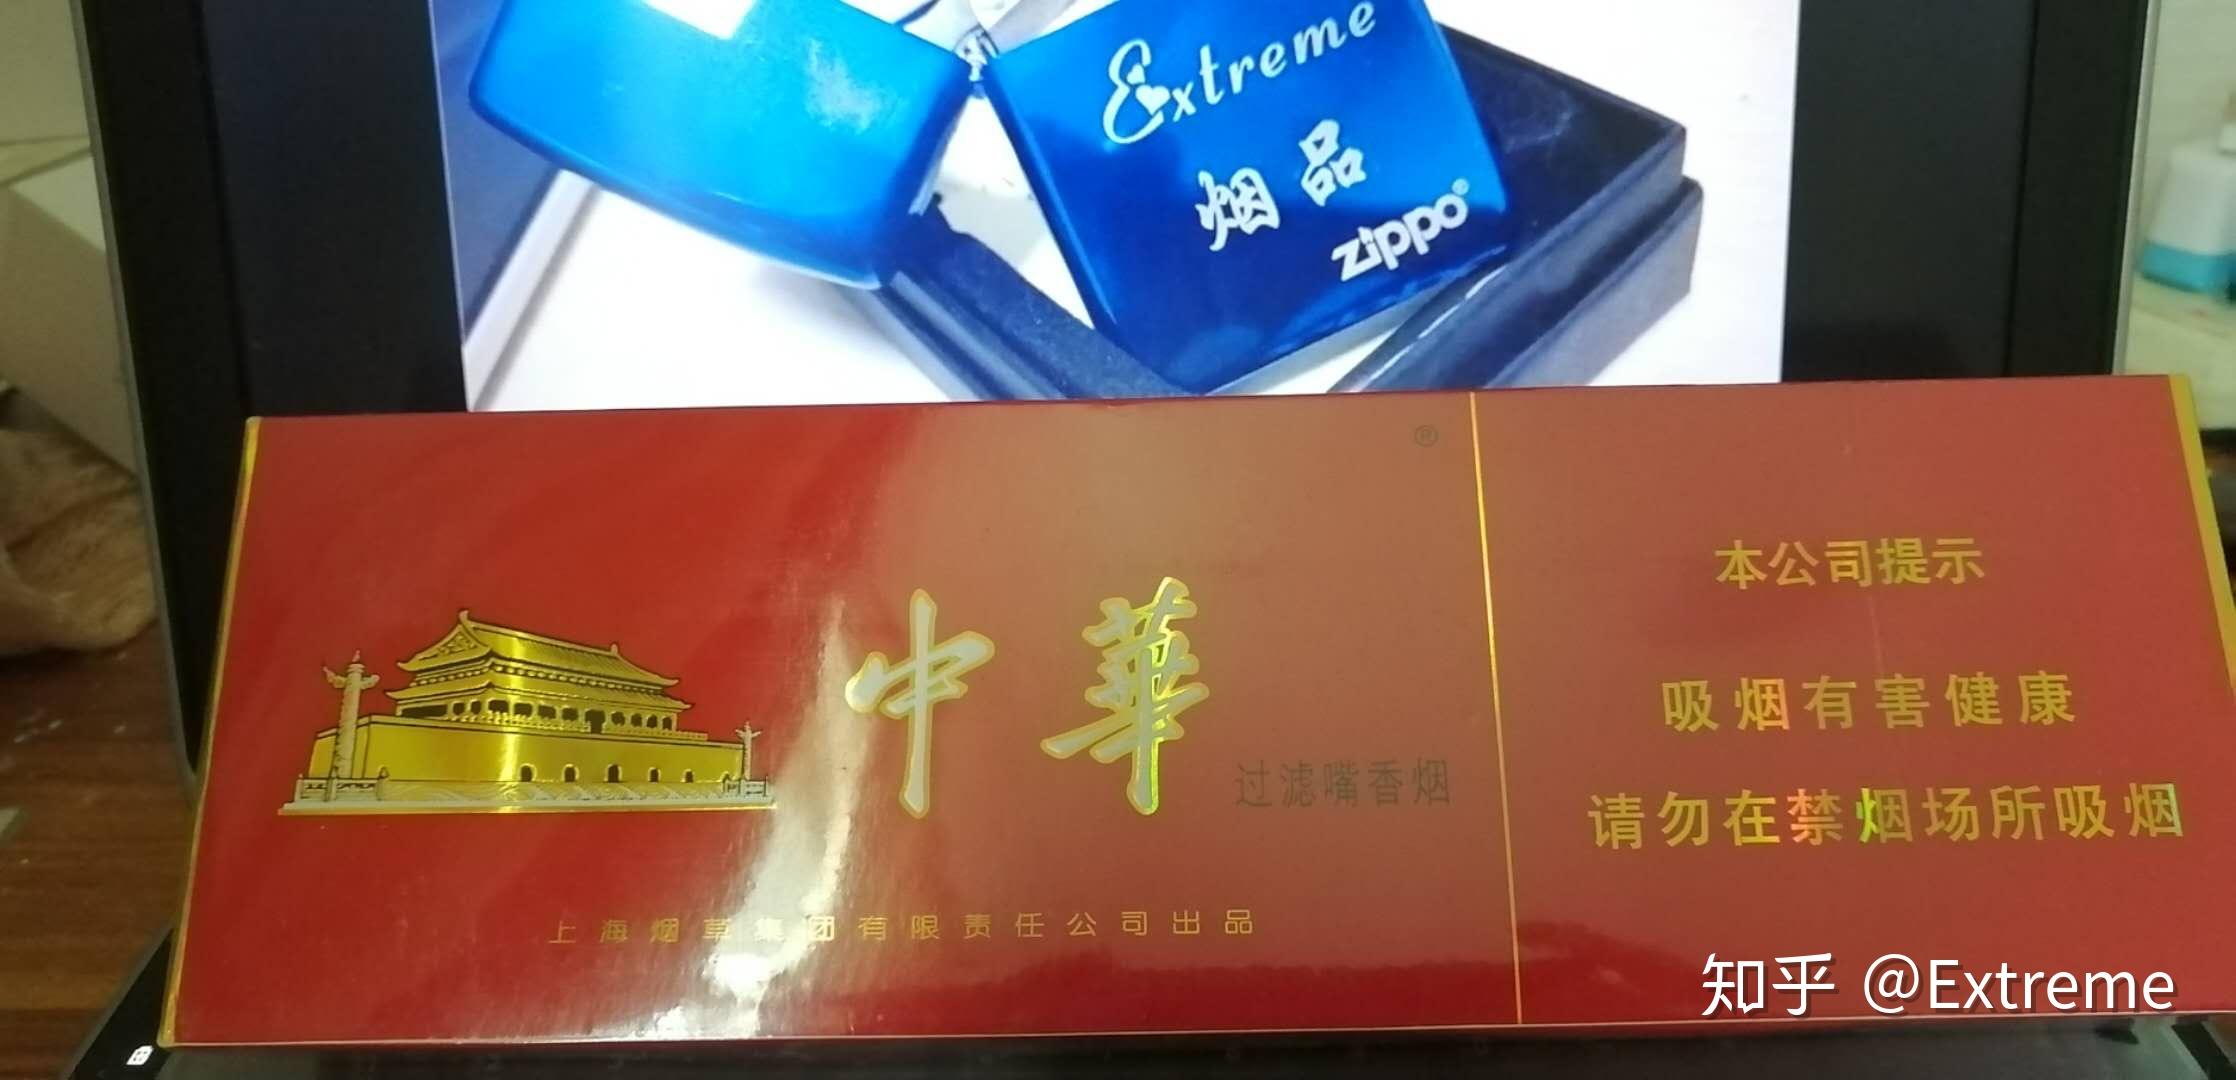 Extreme
烟品
zippo®
®
中華
过滤嘴香烟
上海烟草集团有限责任公司出品
本公司提示
吸烟有害健康
请勿在禁烟场所吸烟
知乎 @Extreme